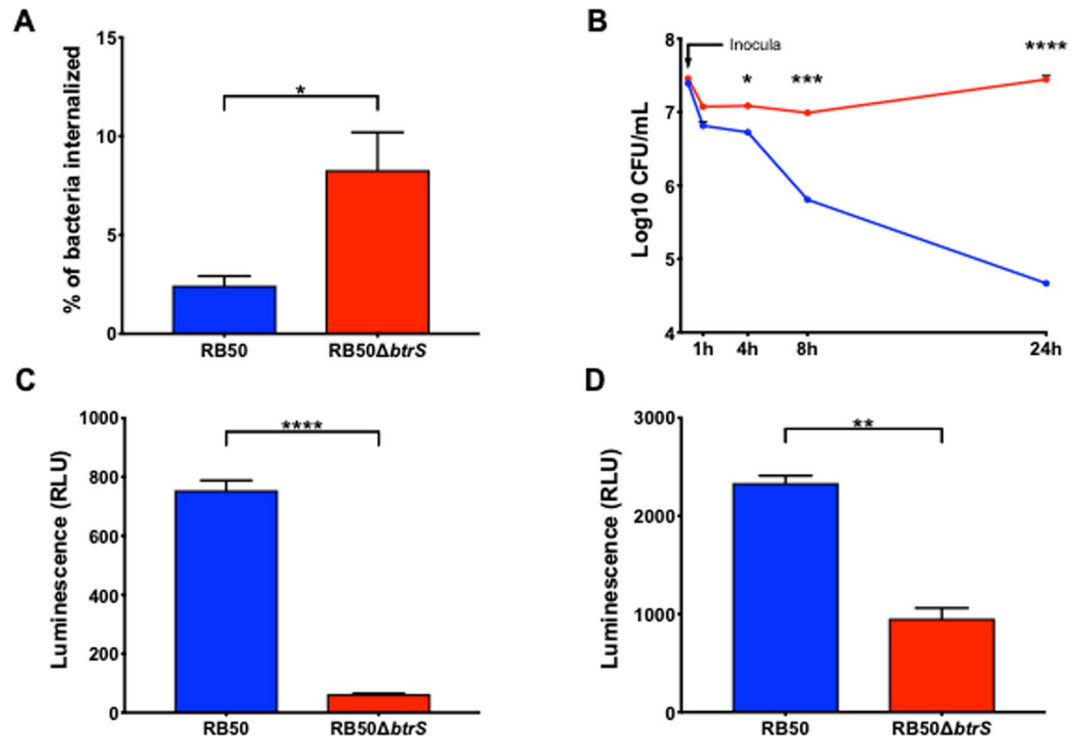 A
% of bacteria internalized
15
10
5
0
*
RB50
RB50ΔbtrS
B
Log10 CFU/mL
8
7
6
5
4
Inocula
*
***
****
1h
4h
8h
24h
C
Luminescence (RLU)
1000
800
600
400
200
0
****
RB50
RB50ΔbtrS
D
Luminescence (RLU)
3000
2000
1000
0
**
RB50
RB50ΔbtrS